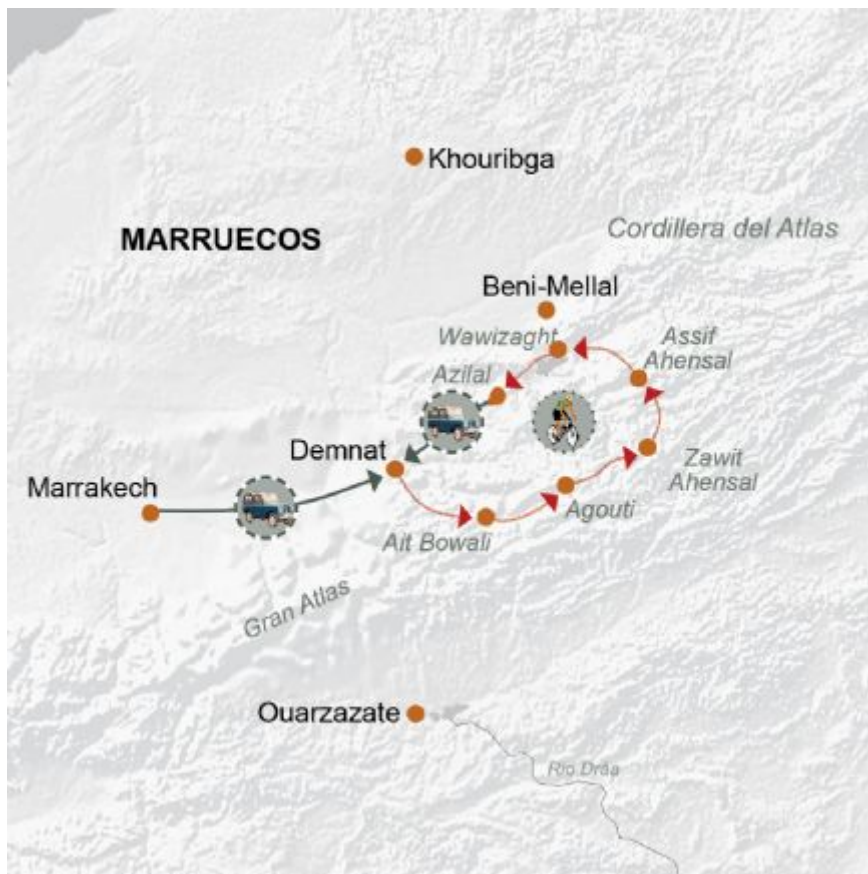 Khouribga
MARRUECOS
Cordillera del Atlas
Beni-Mellal
Wawizaght
Assif
Ahensal
Azilal
Demnat
Zawit
Ahensal
Marrakech
Agouti
Ait Bowali
Gran Atlas
Ouarzazate
Rio Dráa